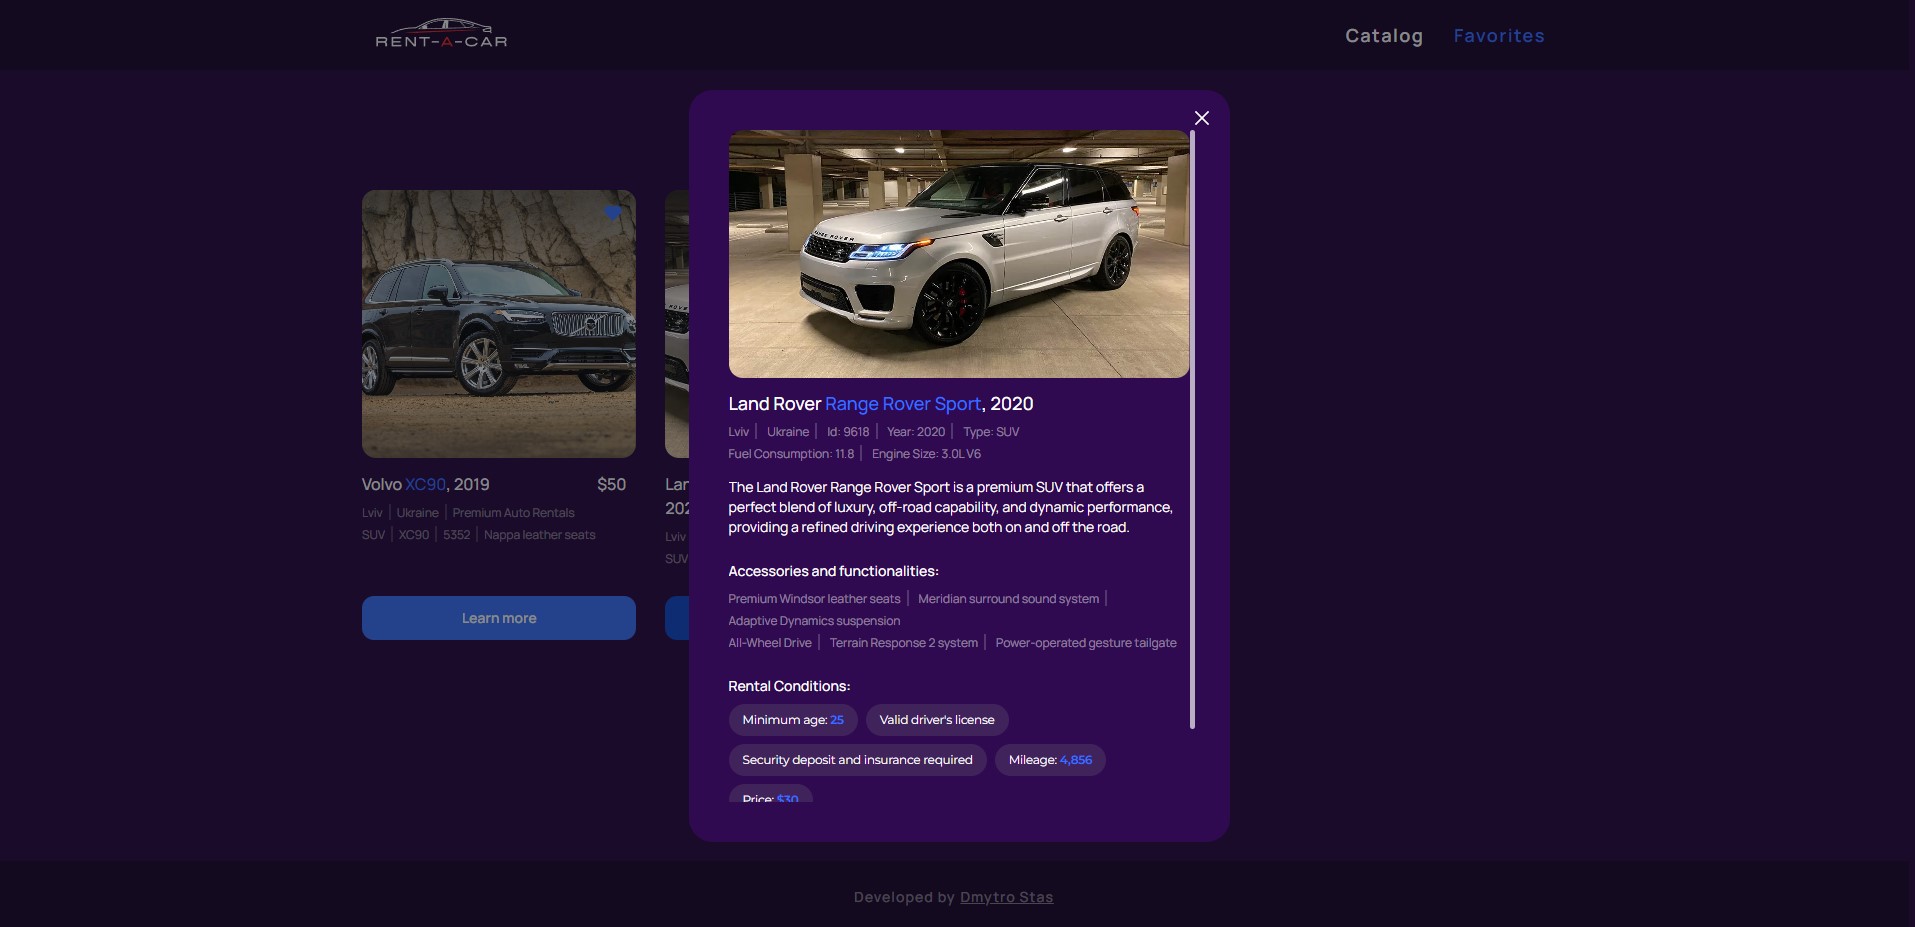 RENT-A-CAR
Catalog
Favorites
Volvo XC90, 2019
$50
Lviv | Ukraine | Premium Auto Rentals
SUV | XC90 | 5352 | Nappa leather seats
Learn more
Lviv
SUV
RANGE ROVER
Land Rover Range Rover Sport, 2020
Lviv | Ukraine | Id: 9618 | Year: 2020 | Type: SUV
Fuel Consumption: 11.8 | Engine Size: 3.0L V6
The Land Rover Range Rover Sport is a premium SUV that offers a
perfect blend of luxury, off-road capability, and dynamic performance,
providing a refined driving experience both on and off the road.
Accessories and functionalities:
Premium Windsor leather seats | Meridian surround sound system |
Adaptive Dynamics suspension
All-Wheel Drive | Terrain Response 2 system | Power-operated gesture tailgate
Rental Conditions:
Minimum age: 25
Valid driver's license
Security deposit and insurance required
Mileage: 4,856
Price: $30
Developed by Dmytro Stas